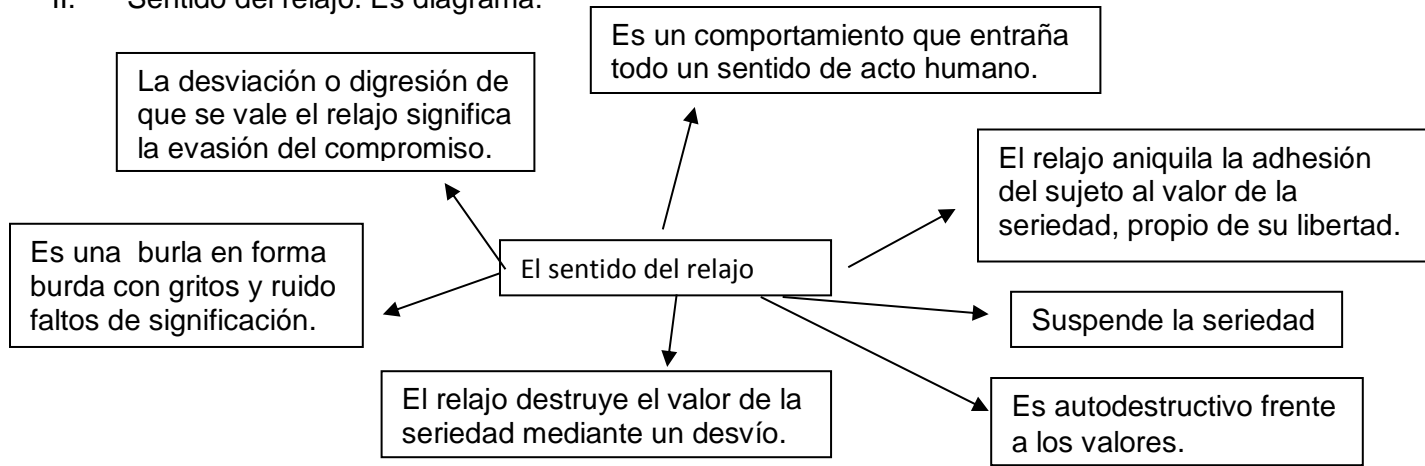 II. Sentido del relajo. Es diagrama.
Es un comportamiento que entraña
todo un sentido de acto humano.
La desviación o digresión de
que se vale el relajo significa
la evasión del compromiso.
El relajo aniquila la adhesión
del sujeto al valor de la
seriedad, propio de su libertad.
Es una  burla en forma
burda con gritos y ruido
faltos de significación.
El sentido del relajo
Suspende la seriedad
El relajo destruye el valor de la
seriedad mediante un desvío.
Es autodestructivo frente
a los valores.